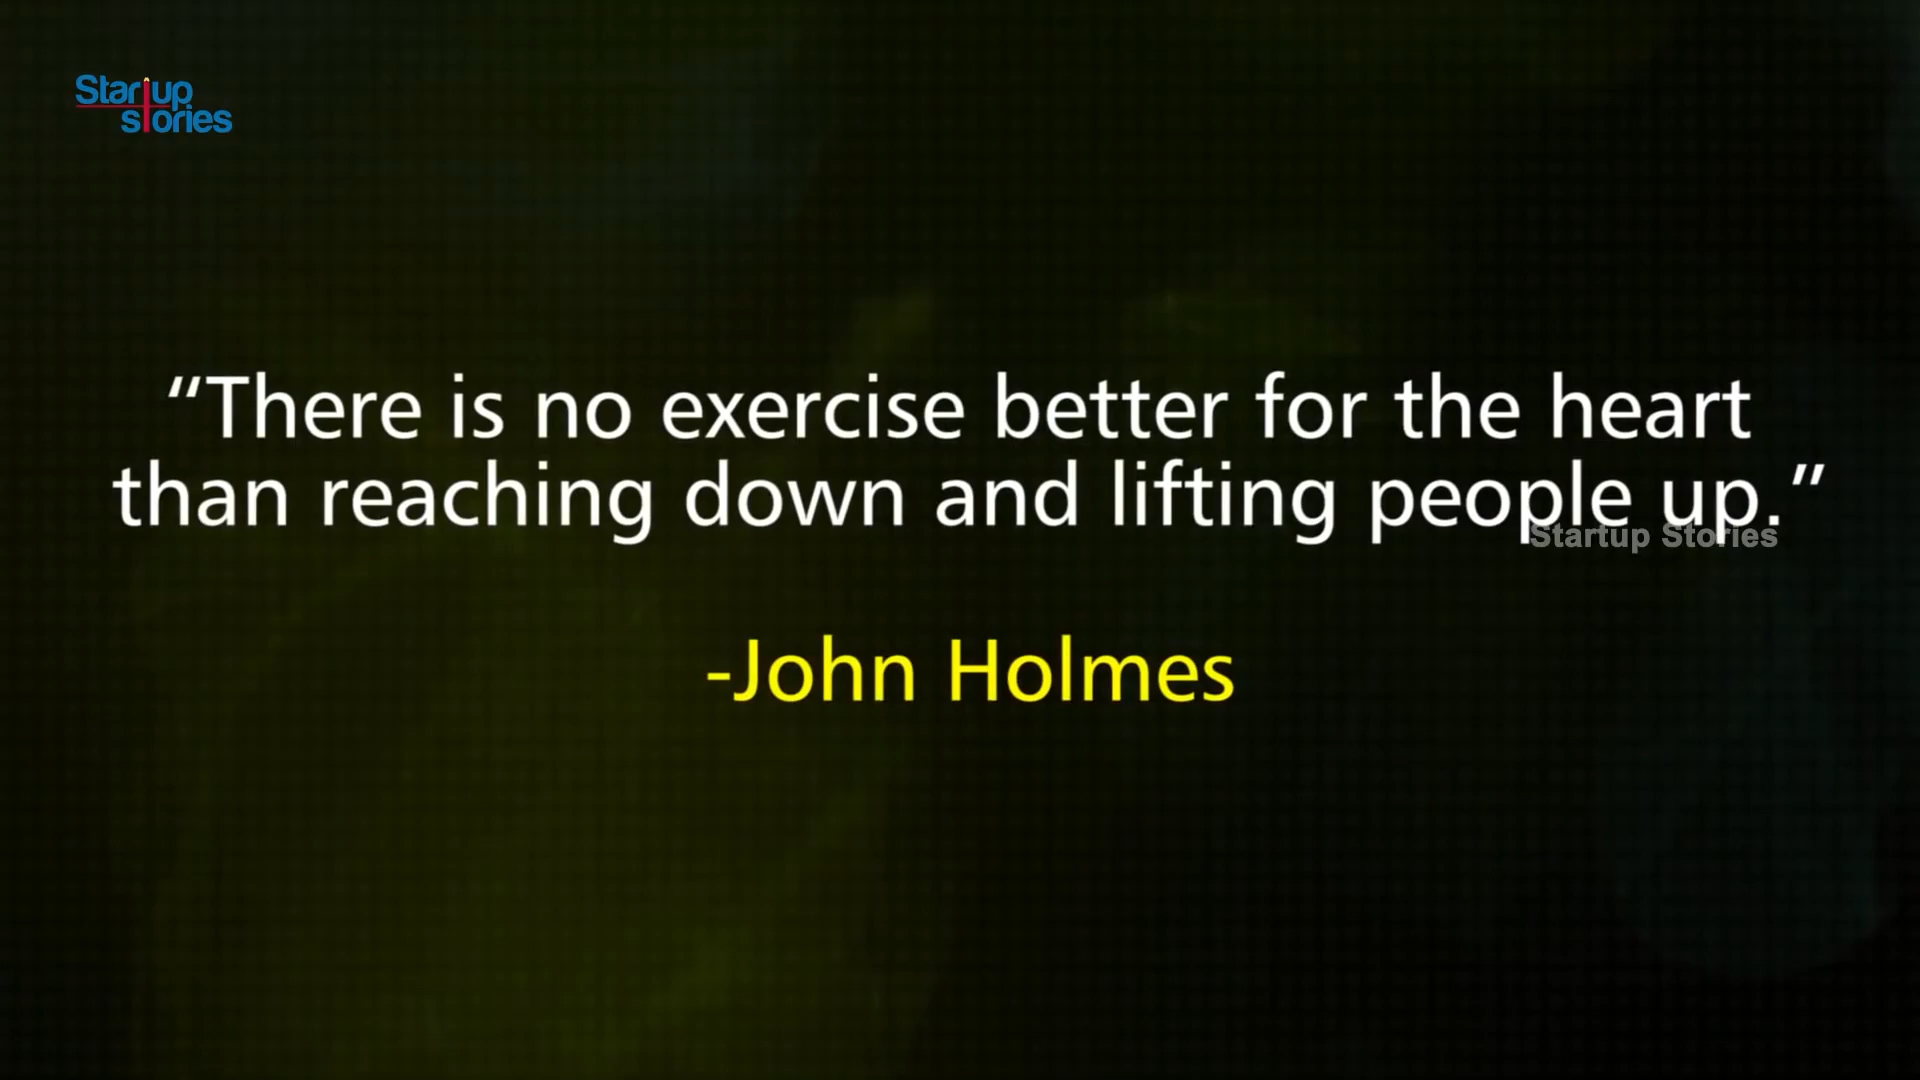 Startup
stories
“There is no exercise better for the heart
than reaching down and lifting people up.”
Startup Stories
-John Holmes